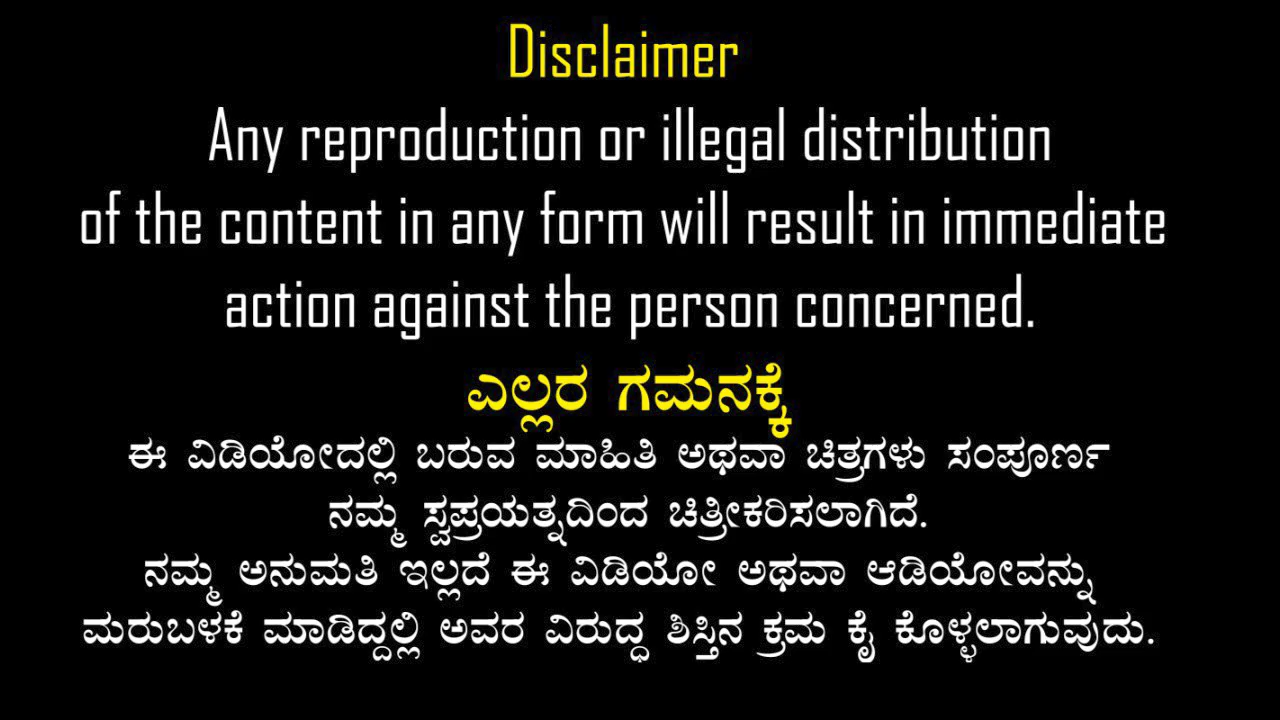 Disclaimer
Any reproduction or illegal distribution
of the content in any form will result in immediate
action against the person concerned.
ಎಲ್ಲರ ಗಮನಕ್ಕೆ
ಈ ವಿಡಿಯೋದಲ್ಲಿ ಬರುವ ಮಾಹಿತಿ ಅಥವಾ ಚಿತ್ರಗಳು ಸಂಪೂರ್ಣ
ನಮ್ಮ ಸ್ವಪ್ರಯತ್ನದಿಂದ ಚಿತ್ರೀಕರಿಸಲಾಗಿದೆ.
ನಮ್ಮ ಅನುಮತಿ ಇಲ್ಲದೆ ಈ ವಿಡಿಯೋ ಅಥವಾ ಆಡಿಯೋವನ್ನು
ಮರುಬಳಕೆ ಮಾಡಿದ್ದಲ್ಲಿ ಅವರ ವಿರುದ್ಧ ಶಿಸ್ತಿನ ಕ್ರಮ ಕೈ ಕೊಳ್ಳಲಾಗುವುದು.